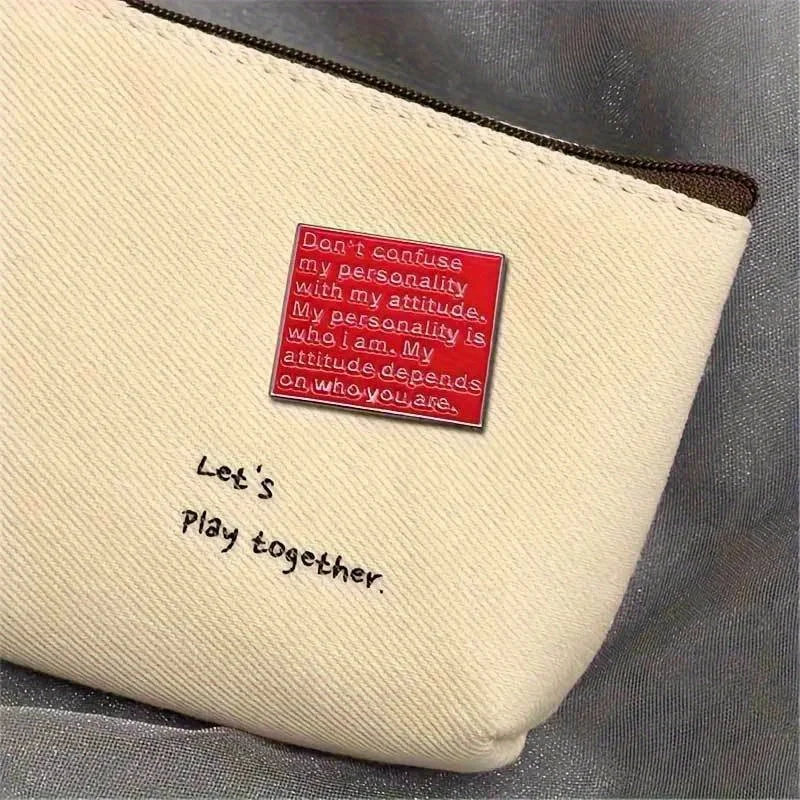 Don't confuse
my personality
with my attitude.
My personality is
who i am. My
attitude depends
on who you are.
Let's
play together.